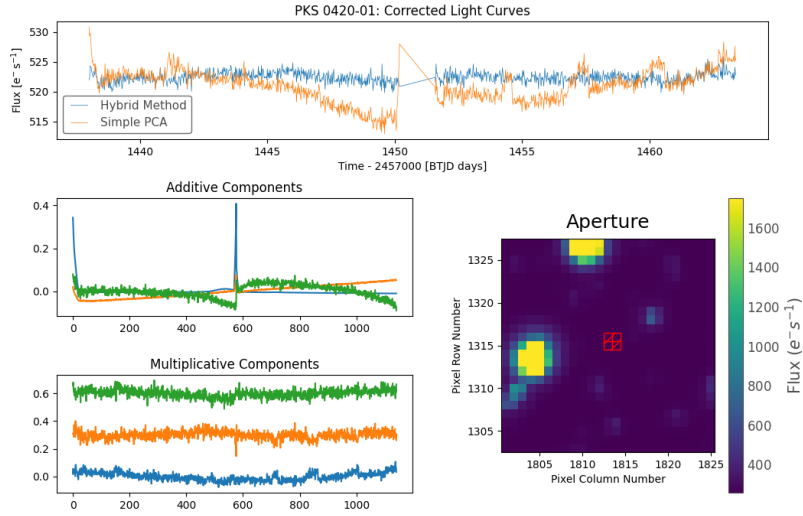 PKS 0420-01: Corrected Light Curves
530
525
520
515
Flux [e⁻ s⁻¹]
Hybrid Method
Simple PCA
1440 1445 1450 1455 1460
Time - 2457000 [BTJD days]
Additive Components
0.4
0.2
0.0
0 200 400 600 800 1000
Multiplicative Components
0.6
0.4
0.2
0.0
0 200 400 600 800 1000
Aperture
1325
1320
1315
1310
1305
Pixel Row Number
1805 1810 1815 1820 1825
Pixel Column Number
1600
1400
1200
1000
800
600
400
Flux (e⁻s⁻¹)